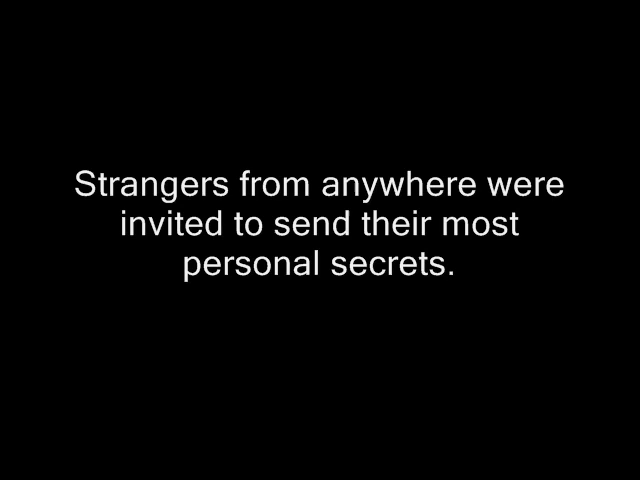 Strangers from anywhere were
invited to send their most
personal secrets.